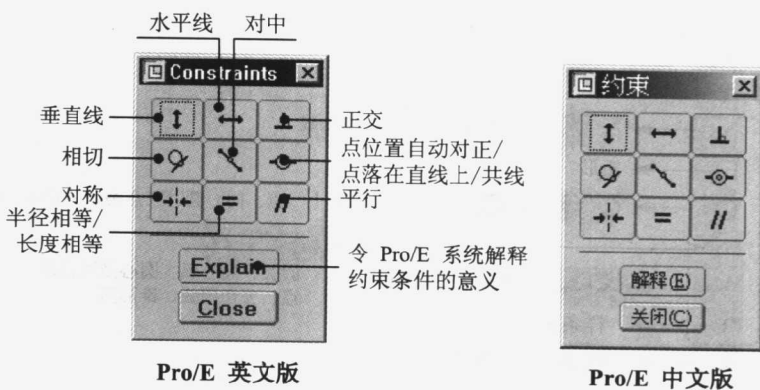 水平线 对中
Constraints
垂直线
相切
对称
半径相等/
长度相等
正交
点位置自动对正/
点落在直线上/共线
平行
Explain
令 Pro/E 系统解释
约束条件的意义
Close
Pro/E 英文版
约束
解释(E)
关闭(C)
Pro/E 中文版